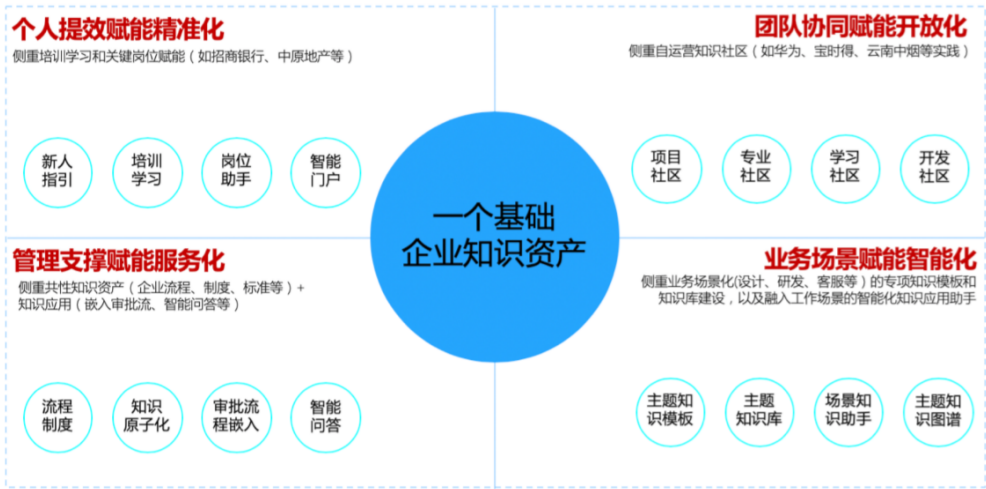 个人提效赋能精准化
侧重培训学习和关键岗位赋能（如招商银行、中原地产等）
新人
指引
培训
学习
岗位
助手
智能
门户
团队协同赋能开放化
侧重自运营知识社区（如华为、宝时得、云南中烟等实践）
项目
社区
专业
社区
学习
社区
开发
社区
一个基础
企业知识资产
管理支撑赋能服务化
侧重共性知识资产（企业流程、制度、标准等）+
知识应用（嵌入审批流、智能问答等）
流程
制度
知识
原子化
审批流
程嵌入
智能
问答
业务场景赋能智能化
侧重业务场景化(设计、研发、客服等）的专项知识模板和
知识库建设，以及融入工作场景的智能化知识应用助手
主题知
识模板
主题
知识库
场景知
识助手
主题知
识图谱